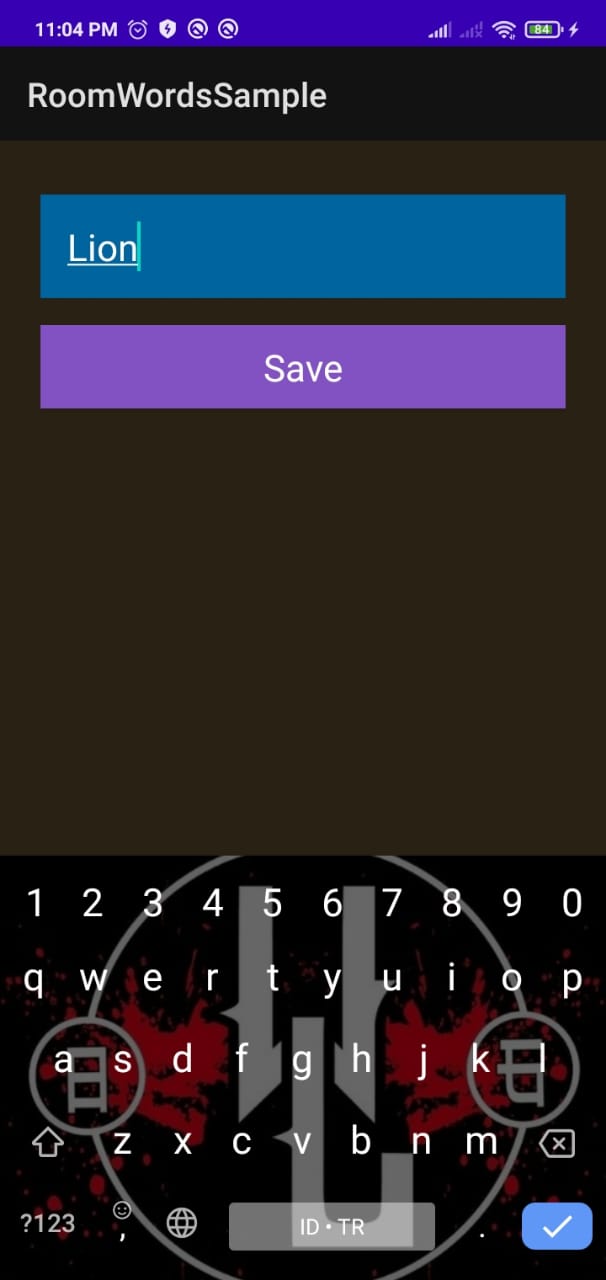 11:04 PM 84
RoomWordsSample
Lion
Save
1 2 3 4 5 6 7 8 9 0
q w e r t y u i o p
a s d f g h j k l
z x c v b n m
?123 , ID • TR .